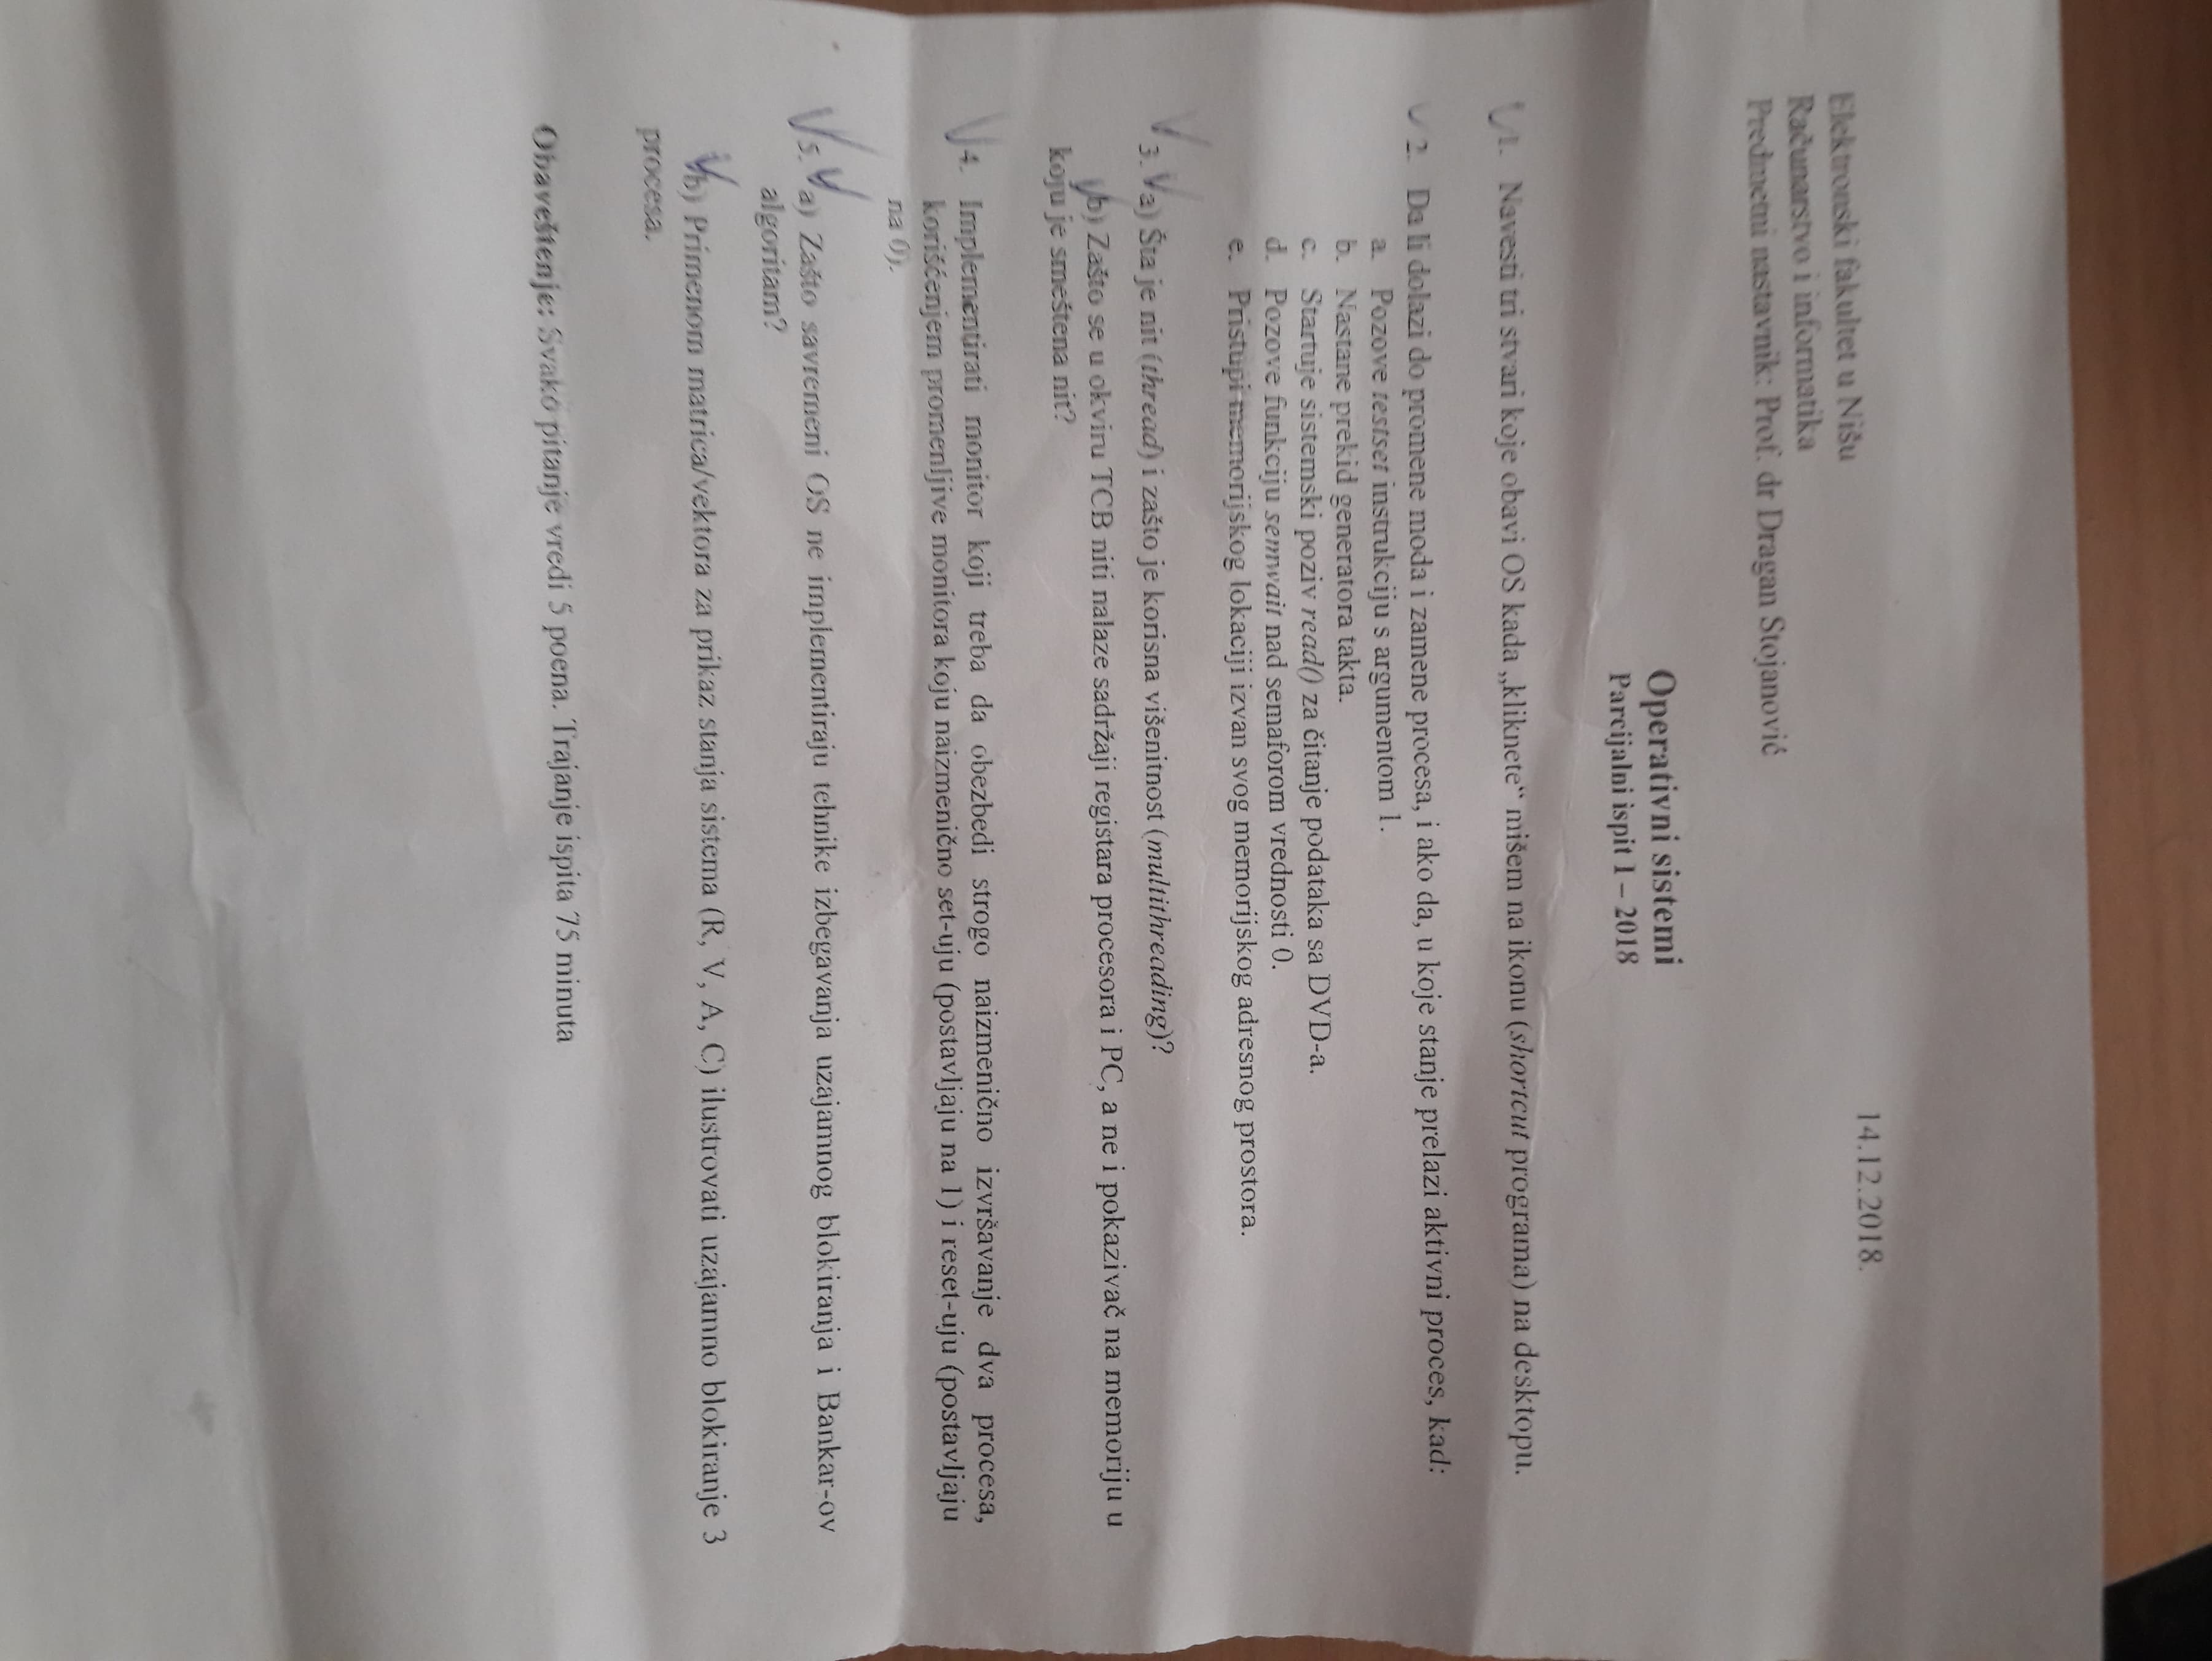 14.12.2018.
Elektronski fakultet u Nišu
Računarstvo i informatika
Predmetni nastavnik: Prof. dr Dragan Stojanović
Operativni sistemi
Parcijalni ispit 1 – 2018
1. Navesti tri stvari koje obavi OS kada „kliknete“ mišem na ikonu (shortcut programa) na desktopu.
2. Da li dolazi do promene moda i zamene procesa, i ako da, u koje stanje prelazi aktivni proces, kad:
a. Pozove testset instrukciju s argumentom 1.
b. Nastane prekid generatora takta.
c. Startuje sistemski poziv read() za čitanje podataka sa DVD-a.
d. Pozove funkciju semwait nad semaforom vrednosti 0.
e. Pristupi memorijskog lokaciji izvan svog memorijskog adresnog prostora.
3. a) Šta je nit (thread) i zašto je korisna višenitnost (multithreading)?
b) Zašto se u okviru TCB niti nalaze sadržaji registara procesora i PC, a ne i pokazivač na memoriju u
koju je smeštena nit?
4. Implementirati monitor koji treba da obezbedi strogo naizmenično izvršavanje dva procesa,
korišćenjem promenljive monitora koju naizmenično set-uju (postavljaju na 1) i reset-uju (postavljaju
na 0).
5. a) Zašto savremeni OS ne implementiraju tehnike izbegavanja uzajamnog blokiranja i Bankar-ov
algoritam?
b) Primenom matrica/vektora za prikaz stanja sistema (R, V, A, C) ilustrovati uzajamno blokiranje 3
procesa.
Obaveštenje: Svako pitanje vredi 5 poena. Trajanje ispita 75 minuta